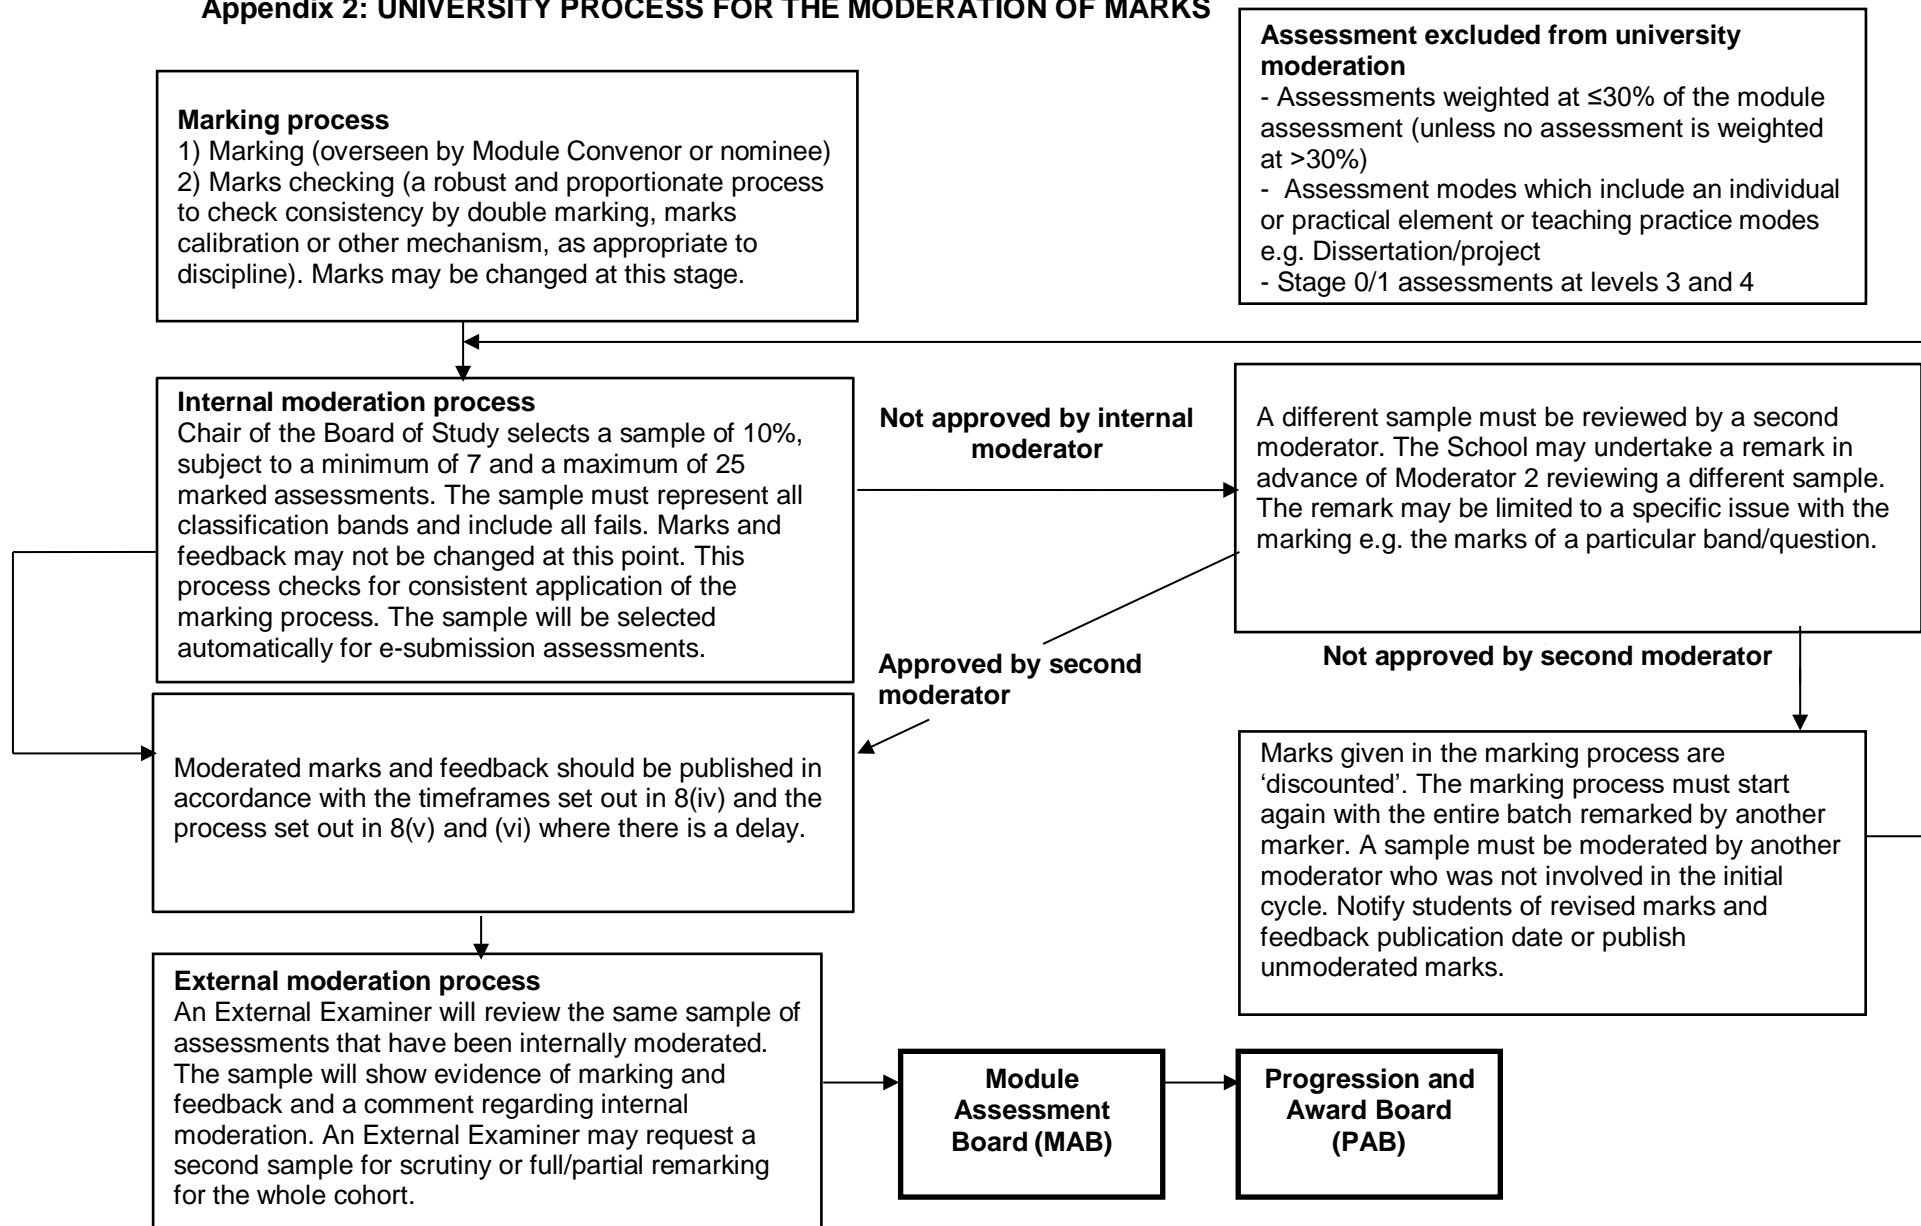 Appendix 2: UNIVERSITY PROCESS FOR THE MODERATION OF MARKS
Assessment excluded from university
moderation
- Assessments weighted at ≤30% of the module
assessment (unless no assessment is weighted
at >30%)
- Assessment modes which include an individual
or practical element or teaching practice modes
e.g. Dissertation/project
- Stage 0/1 assessments at levels 3 and 4
Marking process
1) Marking (overseen by Module Convenor or nominee)
2) Marks checking (a robust and proportionate process
to check consistency by double marking, marks
calibration or other mechanism, as appropriate to
discipline). Marks may be changed at this stage.
Internal moderation process
Chair of the Board of Study selects a sample of 10%,
subject to a minimum of 7 and a maximum of 25
marked assessments. The sample must represent all
classification bands and include all fails. Marks and
feedback may not be changed at this point. This
process checks for consistent application of the
marking process. The sample will be selected
automatically for e-submission assessments.
Not approved by internal
moderator
A different sample must be reviewed by a second
moderator. The School may undertake a remark in
advance of Moderator 2 reviewing a different sample.
The remark may be limited to a specific issue with the
marking e.g. the marks of a particular band/question.
Approved by second
moderator
Not approved by second moderator
Moderated marks and feedback should be published in
accordance with the timeframes set out in 8(iv) and the
process set out in 8(v) and (vi) where there is a delay.
Marks given in the marking process are
‘discounted’. The marking process must start
again with the entire batch remarked by another
marker. A sample must be moderated by another
moderator who was not involved in the initial
cycle. Notify students of revised marks and
feedback publication date or publish
unmoderated marks.
External moderation process
An External Examiner will review the same sample of
assessments that have been internally moderated.
The sample will show evidence of marking and
feedback and a comment regarding internal
moderation. An External Examiner may request a
second sample for scrutiny or full/partial remarking
for the whole cohort.
Module
Assessment
Board (MAB)
Progression and
Award Board
(PAB)